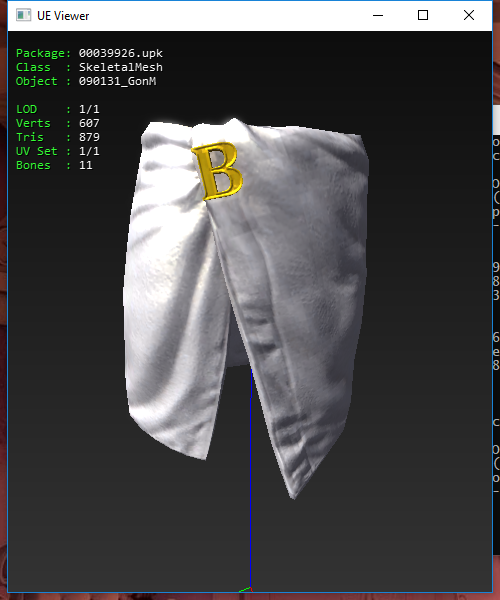 UE Viewer
Package: 00039926.upk
Class : SkeletalMesh
Object : 090131_GonM
LOD : 1/1
Verts : 607
Tris : 879
UV Set : 1/1
Bones : 11
B